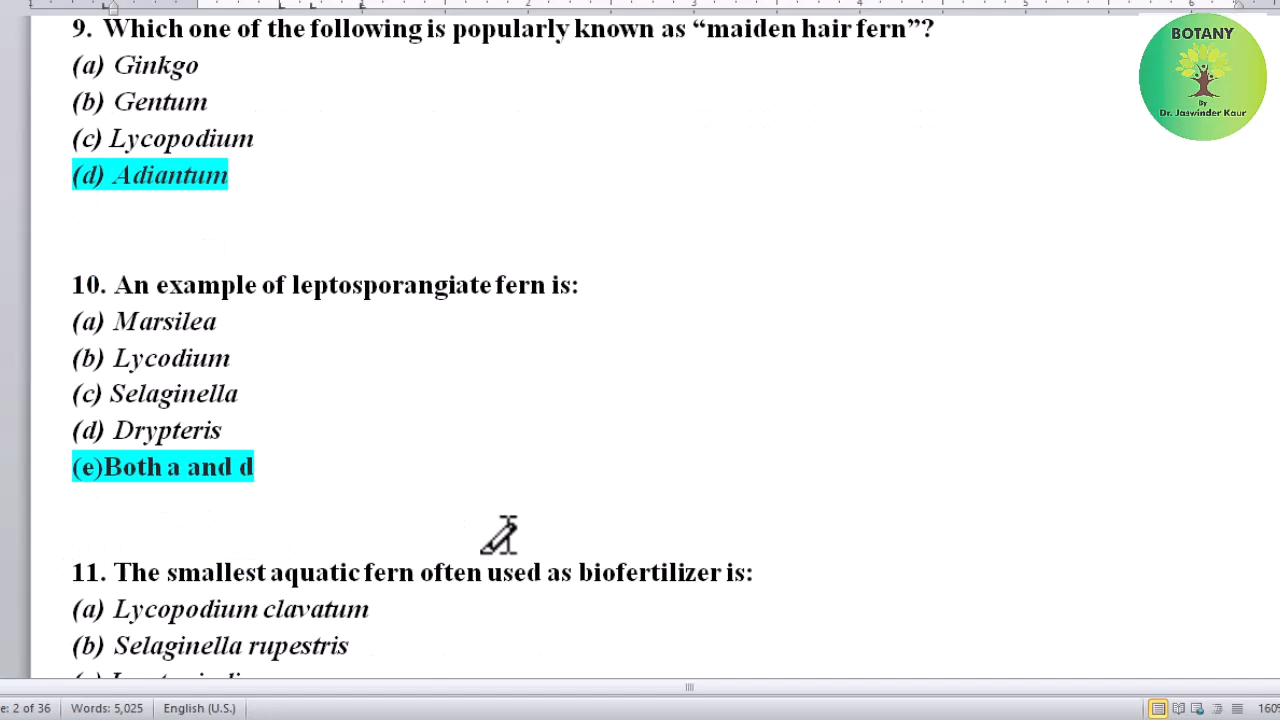 9. Which one of the following is popularly known as “maiden hair fern”?
(a) Ginkgo
(b) Gentum
(c) Lycopodium
(d) Adiantum
10. An example of leptosporangiate fern is:
(a) Marsilea
(b) Lycodium
(c) Selaginella
(d) Drypteris
(e)Both a and d
11. The smallest aquatic fern often used as biofertilizer is:
(a) Lycopodium clavatum
(b) Selaginella rupestris
BOTANY
By
Dr. Jaswinder Kaur
e: 2 of 36 Words: 5,025 English (U.S.) 160